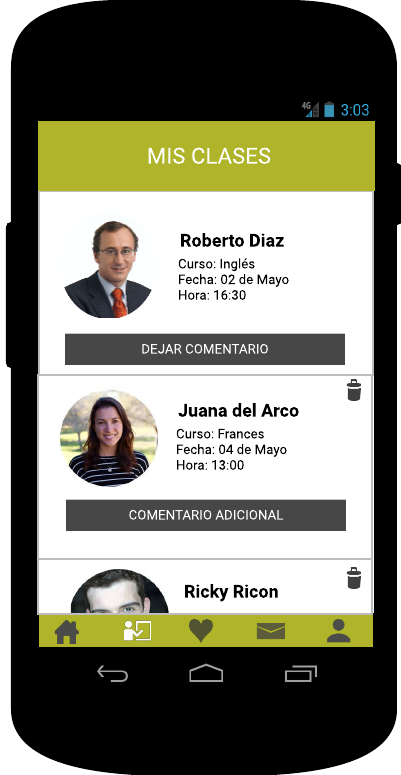 4G 3:03
MIS CLASES
Roberto Diaz
Curso: Inglés
Fecha: 02 de Mayo
Hora: 16:30
DEJAR COMENTARIO
Juana del Arco
Curso: Frances
Fecha: 04 de Mayo
Hora: 13:00
COMENTARIO ADICIONAL
Ricky Ricon